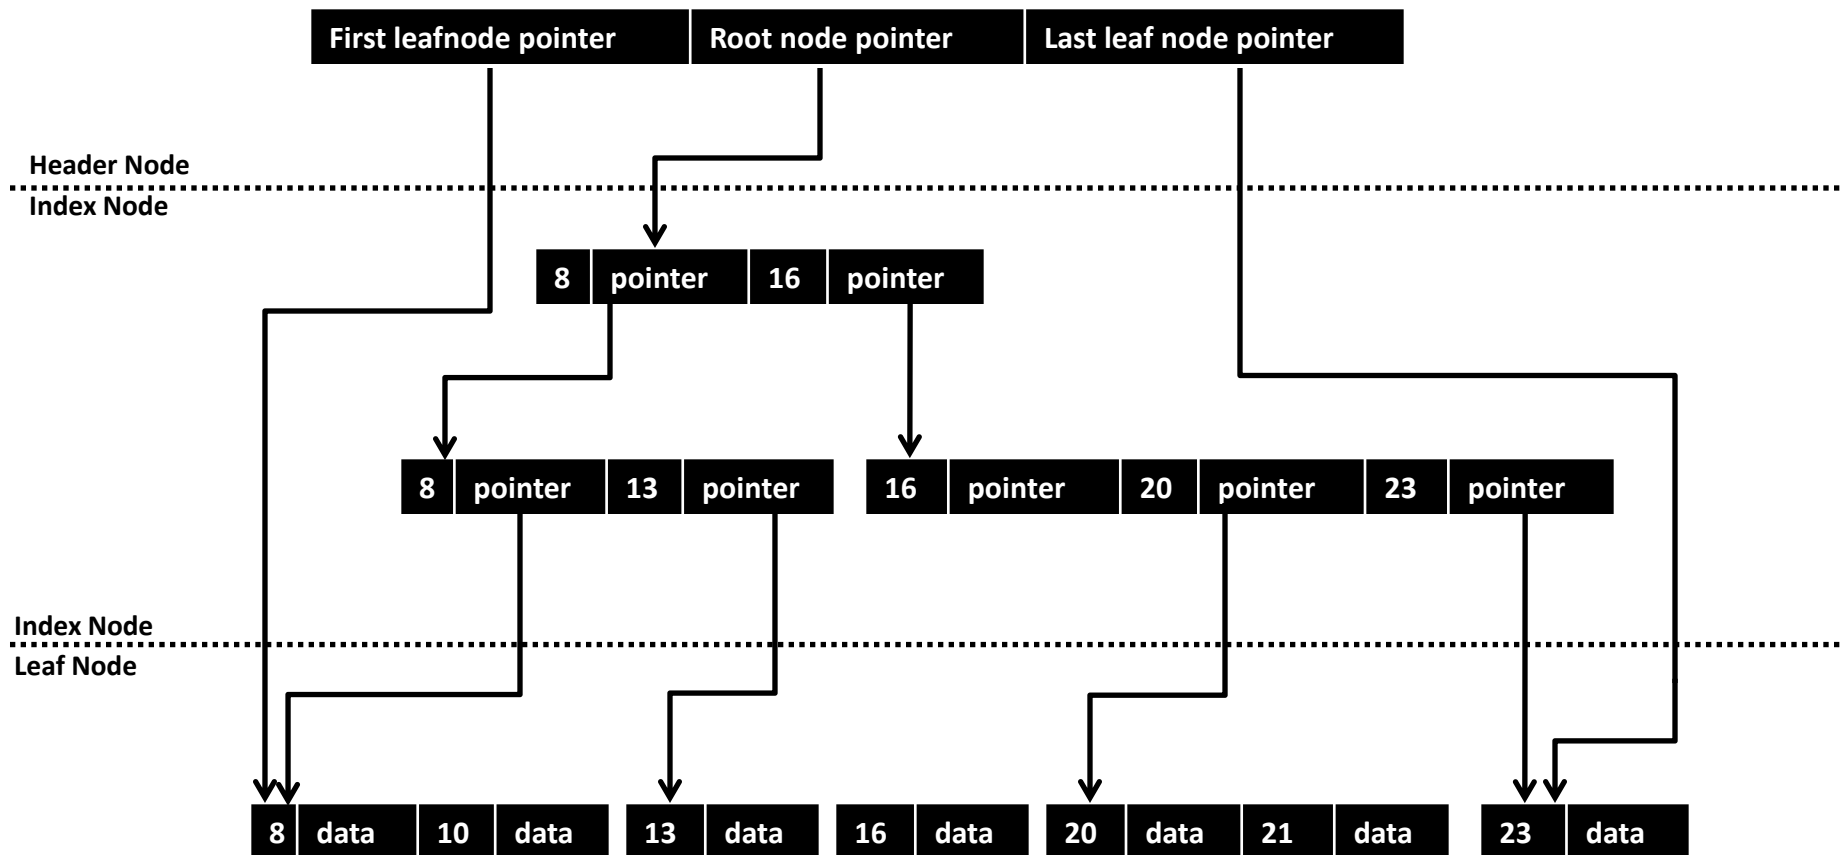 First leafnode pointer Root node pointer Last leaf node pointer
Header Node
Index Node
8 pointer 16 pointer
8 pointer 13 pointer 16 pointer 20 pointer 23 pointer
Index Node
Leaf Node
8 data 10 data 13 data 16 data 20 data 21 data 23 data